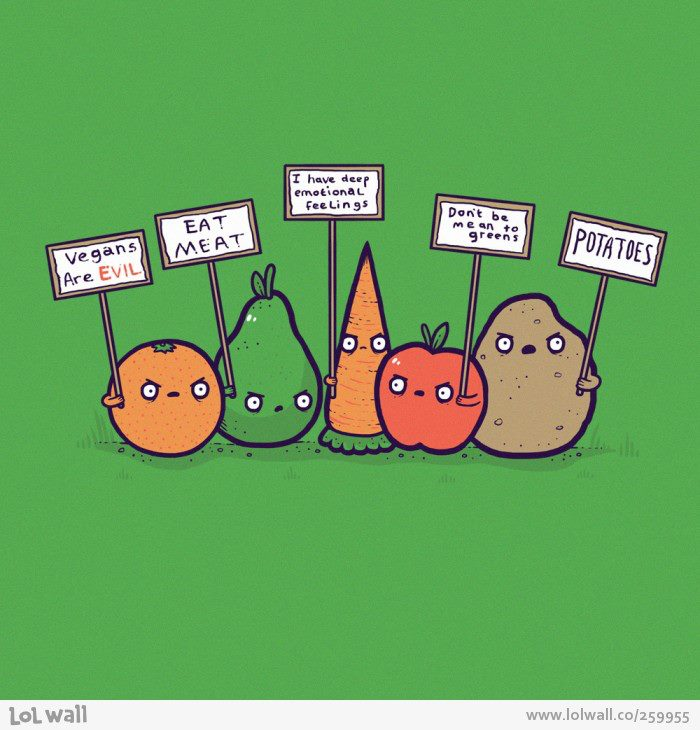 Vegans
Are EVIL
EAT
MEAT
I have deep
emotional
feelings
Don't be
mean to
greens
POTATOES
LOL wall
www.lolwall.co/259955